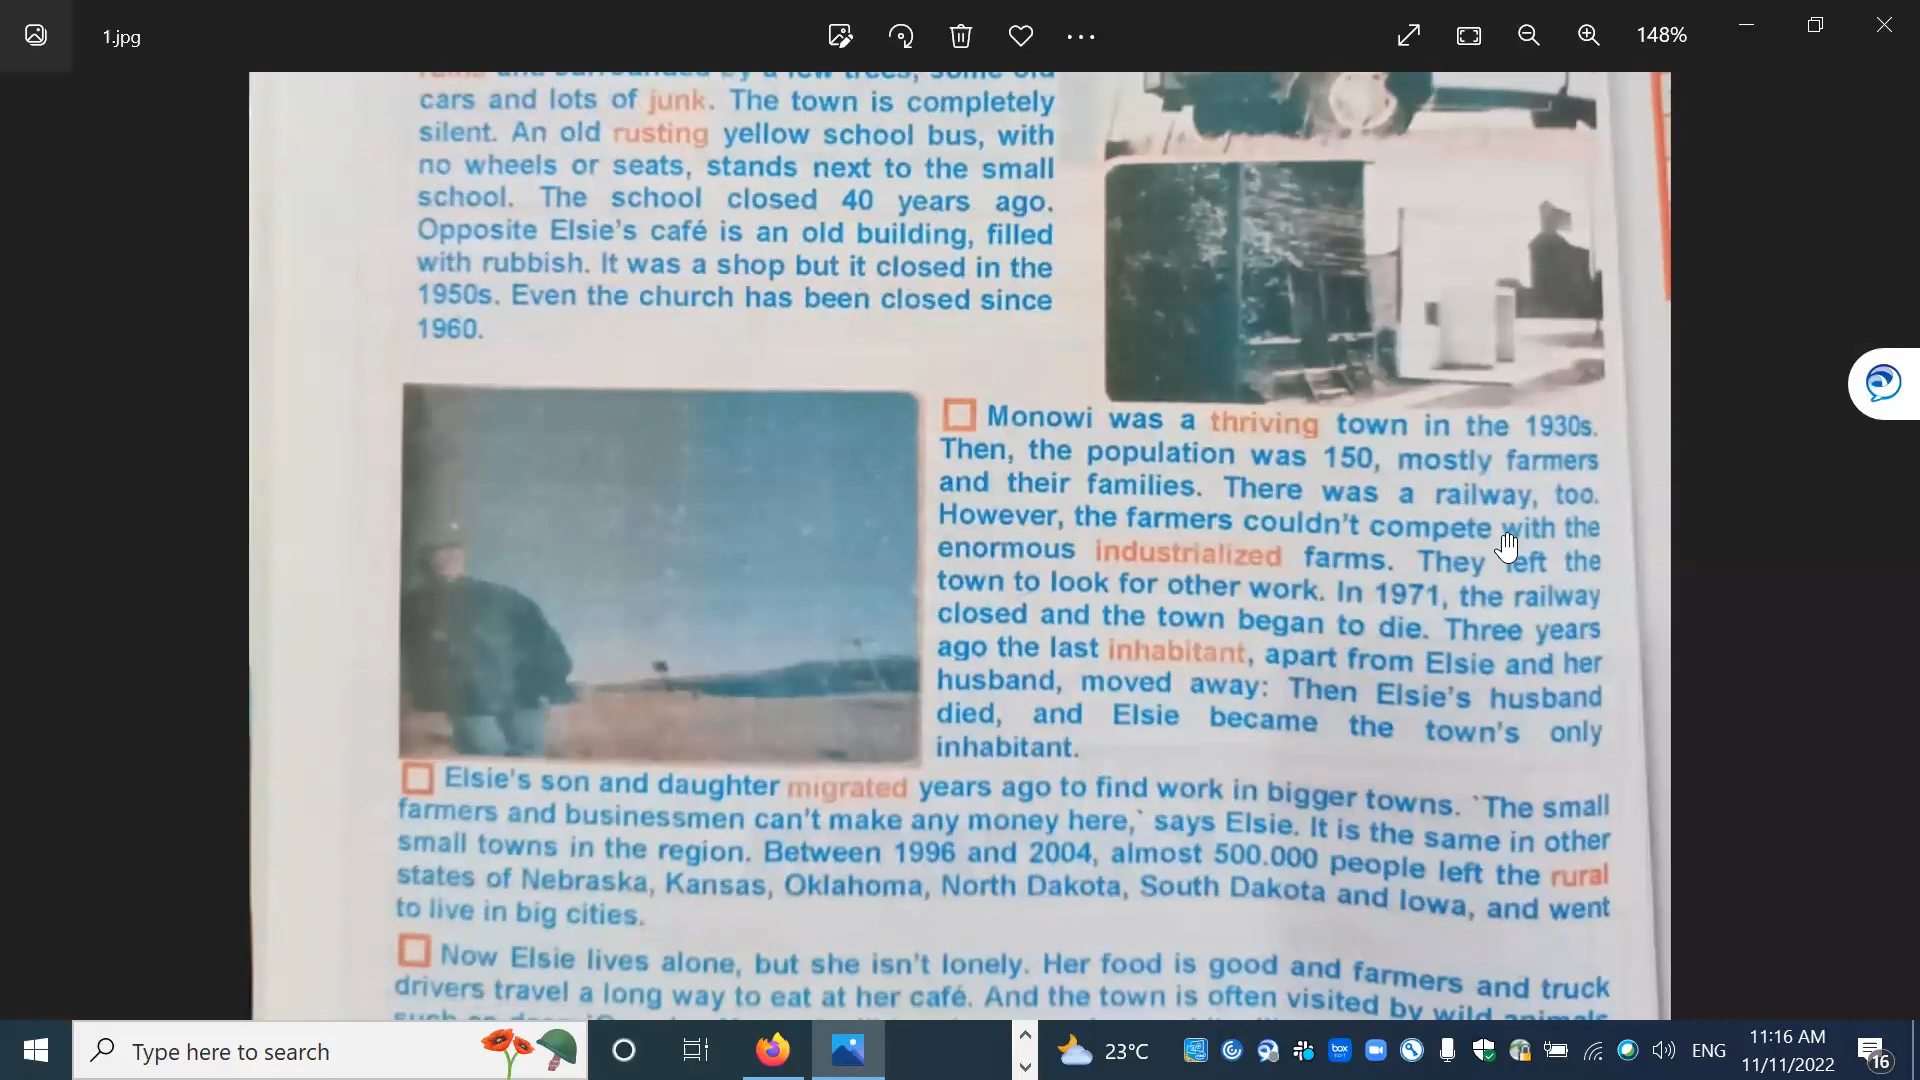 1.jpg
148%
and surrounded by a few trees, some old
cars and lots of junk. The town is completely
silent. An old rusting yellow school bus, with
no wheels or seats, stands next to the small
school. The school closed 40 years ago.
Opposite Elsie's café is an old building, filled
with rubbish. It was a shop but it closed in the
1950s. Even the church has been closed since
1960.
Monowi was a thriving town in the 1930s.
Then, the population was 150, mostly farmers
and their families. There was a railway, too.
However, the farmers couldn't compete with the
enormous industrialized farms. They left the
town to look for other work. In 1971, the railway
closed and the town began to die. Three years
ago the last inhabitant, apart from Elsie and her
husband, moved away: Then Elsie's husband
died, and Elsie became the town's only
inhabitant.
Elsie's son and daughter migrated years ago to find work in bigger towns. `The small
farmers and businessmen can't make any money here,` says Elsie. It is the same in other
small towns in the region. Between 1996 and 2004, almost 500.000 people left the rural
states of Nebraska, Kansas, Oklahoma, North Dakota, South Dakota and Iowa, and went
to live in big cities.
Now Elsie lives alone, but she isn't lonely. Her food is good and farmers and truck
drivers travel a long way to eat at her café. And the town is often visited by wild animals
Type here to search
23°C
box
EDIT
ENG
11:16 AM
11/11/2022
16